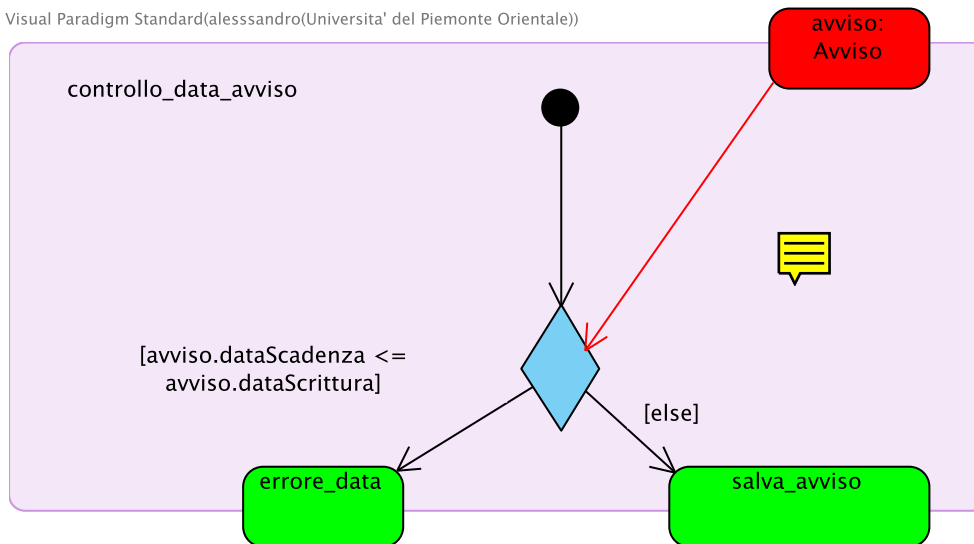 Visual Paradigm Standard(alesssandro(Universita' del Piemonte Orientale))
avviso:
Avviso
controllo_data_avviso
[avviso.dataScadenza <=
avviso.dataScrittura]
[else]
errore_data
salva_avviso